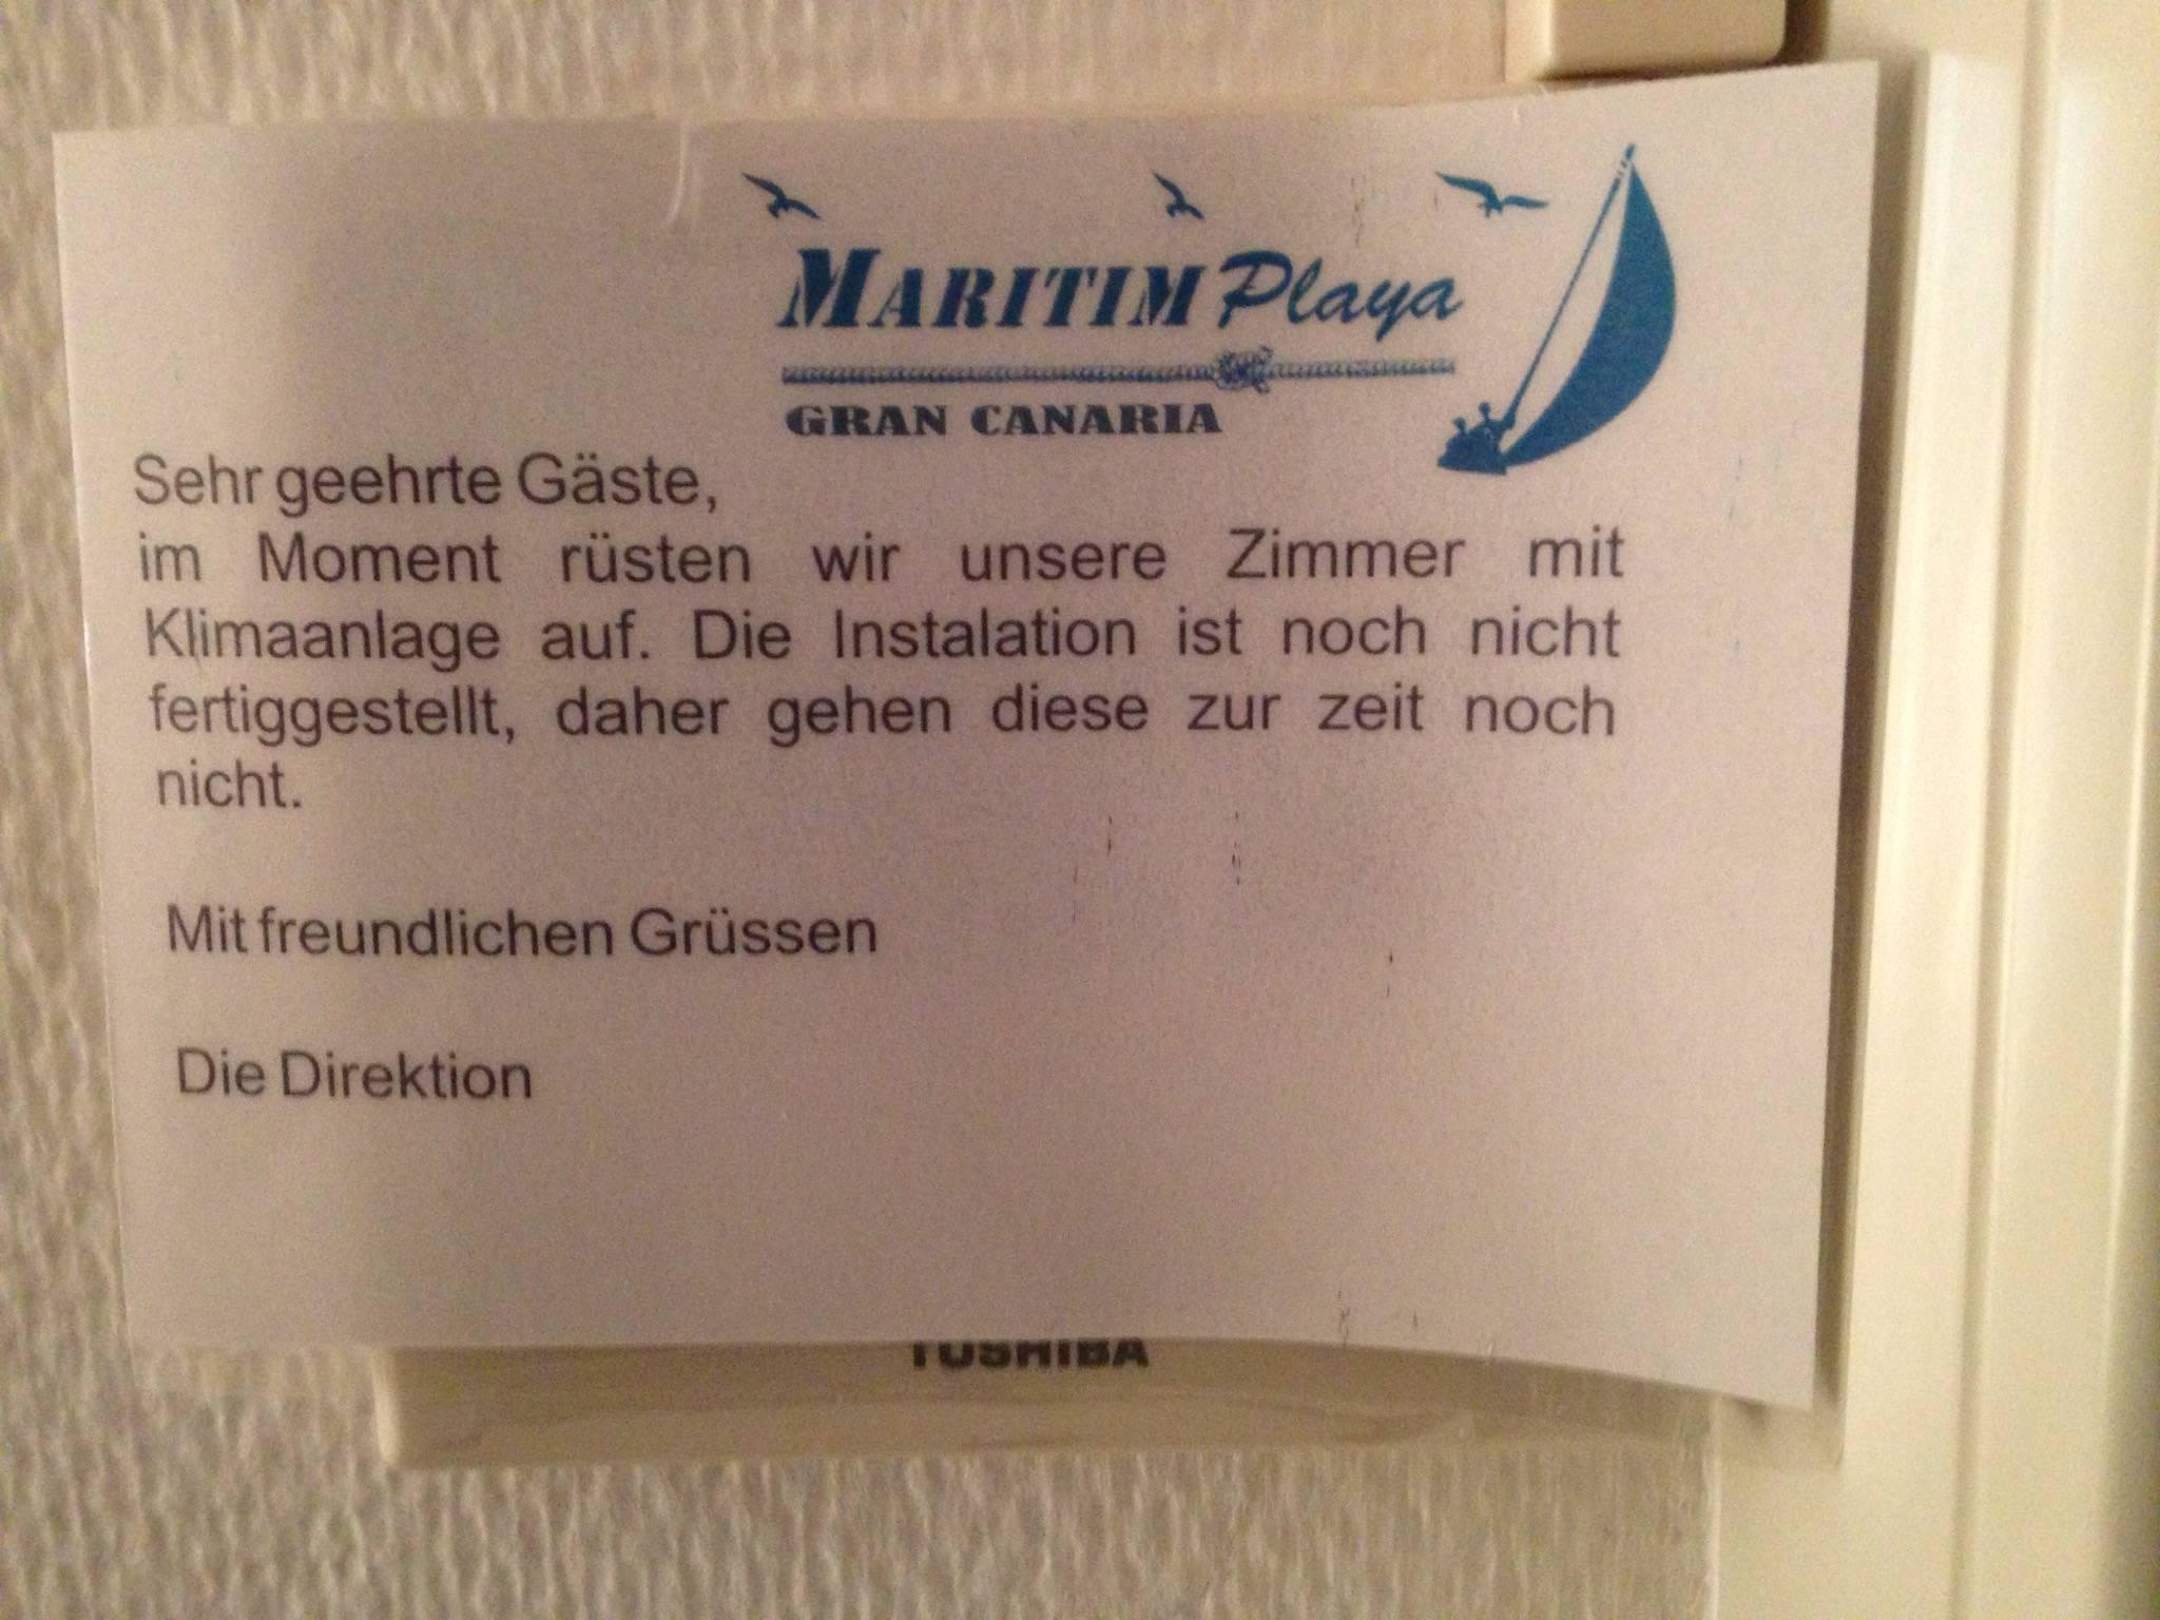 MARITIM Playa
GRAN CANARIA
Sehr geehrte Gäste,
im Moment rüsten wir unsere Zimmer mit
Klimaanlage auf. Die Instalation ist noch nicht
fertiggestellt, daher gehen diese zur zeit noch
nicht.
Mit freundlichen Grüssen
Die Direktion
TOSHIBA